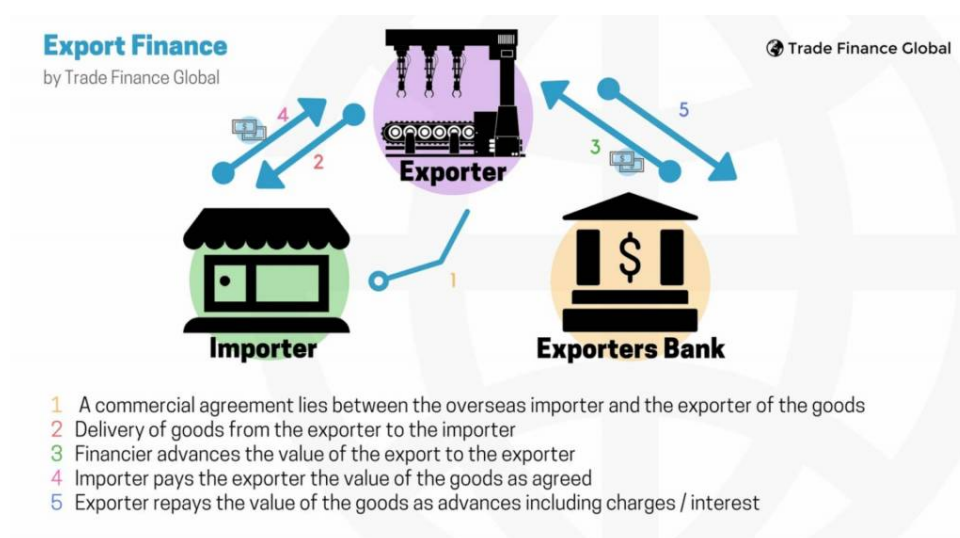 Export Finance
by Trade Finance Global
Trade Finance Global
4
2
5
3
$
$
Exporter
1
$
Importer
Exporters Bank
1 A commercial agreement lies between the overseas importer and the exporter of the goods
2 Delivery of goods from the exporter to the importer
3 Financier advances the value of the export to the exporter
4 Importer pays the exporter the value of the goods as agreed
5 Exporter repays the value of the goods as advances including charges / interest